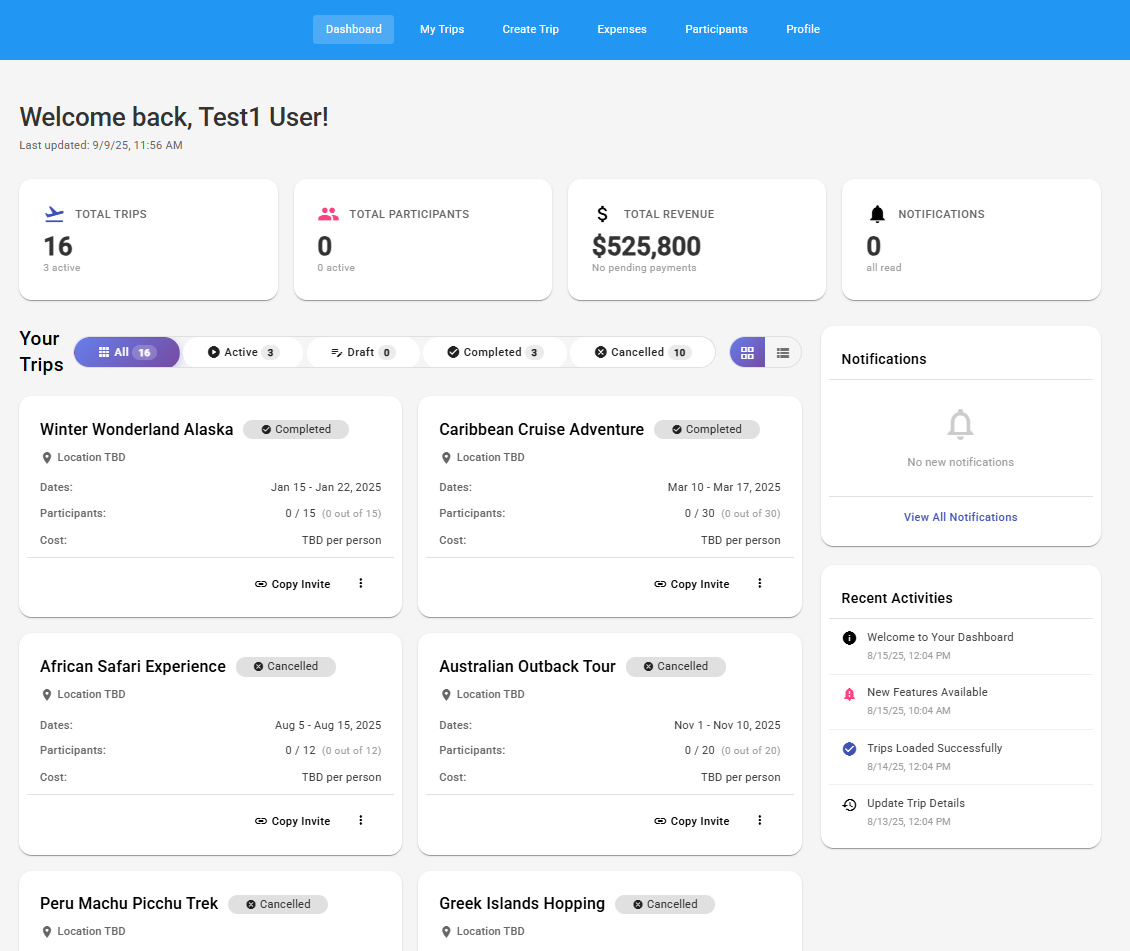 Dashboard My Trips Create Trip Expenses Participants Profile
Welcome back, Test1 User!
Last updated: 9/9/25, 11:56 AM
TOTAL TRIPS
16
3 active
TOTAL PARTICIPANTS
0
0 active
TOTAL REVENUE
$525,800
No pending payments
NOTIFICATIONS
0
all read
Your
Trips
All 16 Active 3 Draft 0 Completed 3 Cancelled 10
Winter Wonderland Alaska Completed
Location TBD
Dates: Jan 15 - Jan 22, 2025
Participants: 0 / 15 (0 out of 15)
Cost: TBD per person
Copy Invite
Caribbean Cruise Adventure Completed
Location TBD
Dates: Mar 10 - Mar 17, 2025
Participants: 0 / 30 (0 out of 30)
Cost: TBD per person
Copy Invite
African Safari Experience Cancelled
Location TBD
Dates: Aug 5 - Aug 15, 2025
Participants: 0 / 12 (0 out of 12)
Cost: TBD per person
Copy Invite
Australian Outback Tour Cancelled
Location TBD
Dates: Nov 1 - Nov 10, 2025
Participants: 0 / 20 (0 out of 20)
Cost: TBD per person
Copy Invite
Peru Machu Picchu Trek Cancelled
Location TBD
Greek Islands Hopping Cancelled
Location TBD
Notifications
No new notifications
View All Notifications
Recent Activities
Welcome to Your Dashboard
8/15/25, 12:04 PM
New Features Available
8/15/25, 10:04 AM
Trips Loaded Successfully
8/14/25, 12:04 PM
Update Trip Details
8/13/25, 12:04 PM